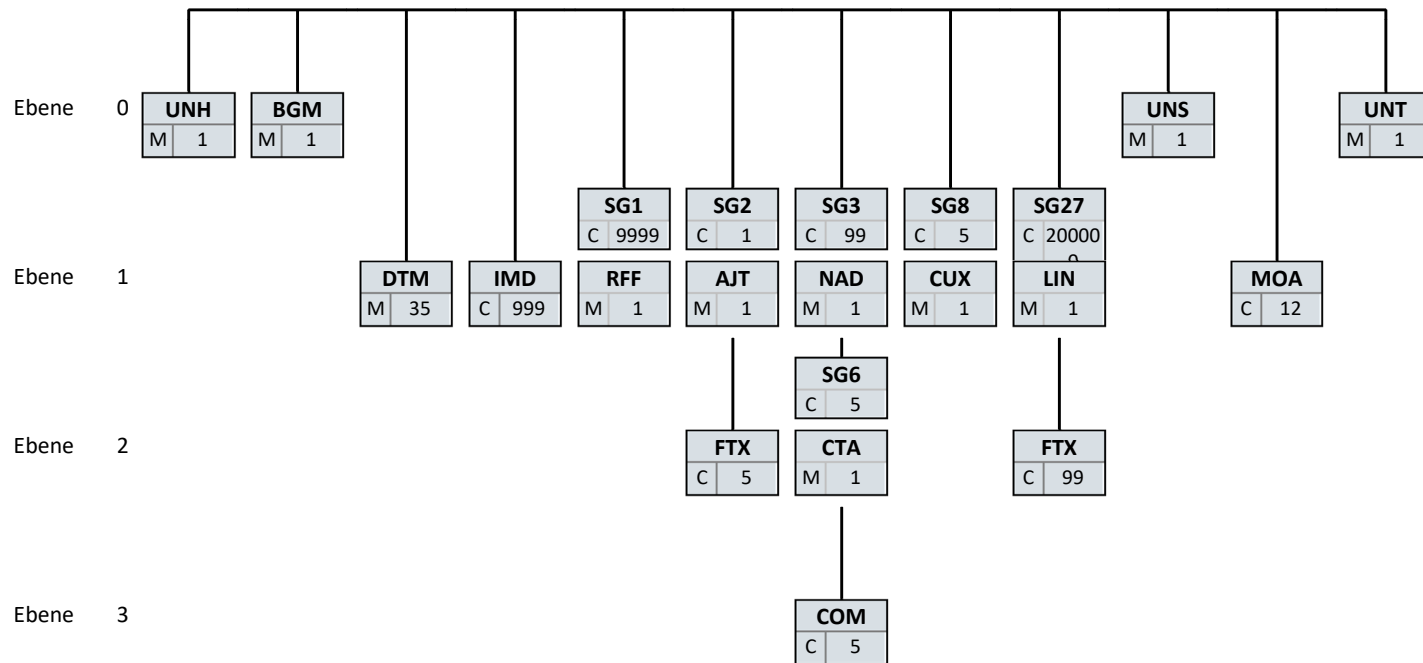 Ebene 0 UNH BGM UNS UNT
M 1 M 1 M 1 M 1
SG1 SG2 SG3 SG8 SG27
C 9999 C 1 C 99 C 5 C 20000
Ebene 1 DTM IMD RFF AJT NAD CUX LIN MOA
M 35 C 999 M 1 M 1 M 1 M 1 M 1 C 12
SG6
C 5
Ebene 2 FTX CTA FTX
C 5 M 1 C 99
Ebene 3 COM
C 5